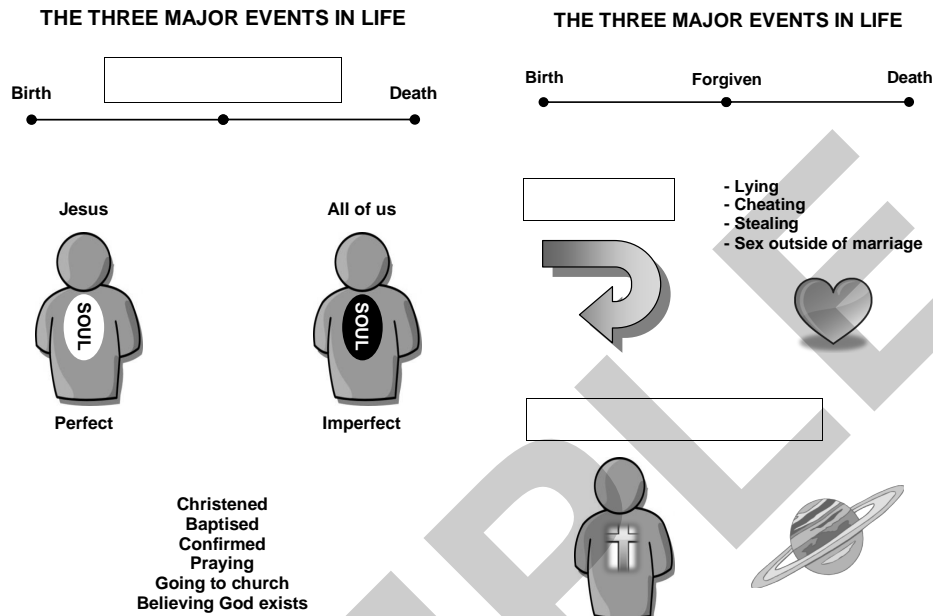 THE THREE MAJOR EVENTS IN LIFE
Birth
Death
Jesus
All of us
SOUL
SOUL
Perfect
Imperfect
Christened
Baptised
Confirmed
Praying
Going to church
Believing God exists
THE THREE MAJOR EVENTS IN LIFE
Birth
Forgiven
Death
- Lying
- Cheating
- Stealing
- Sex outside of marriage